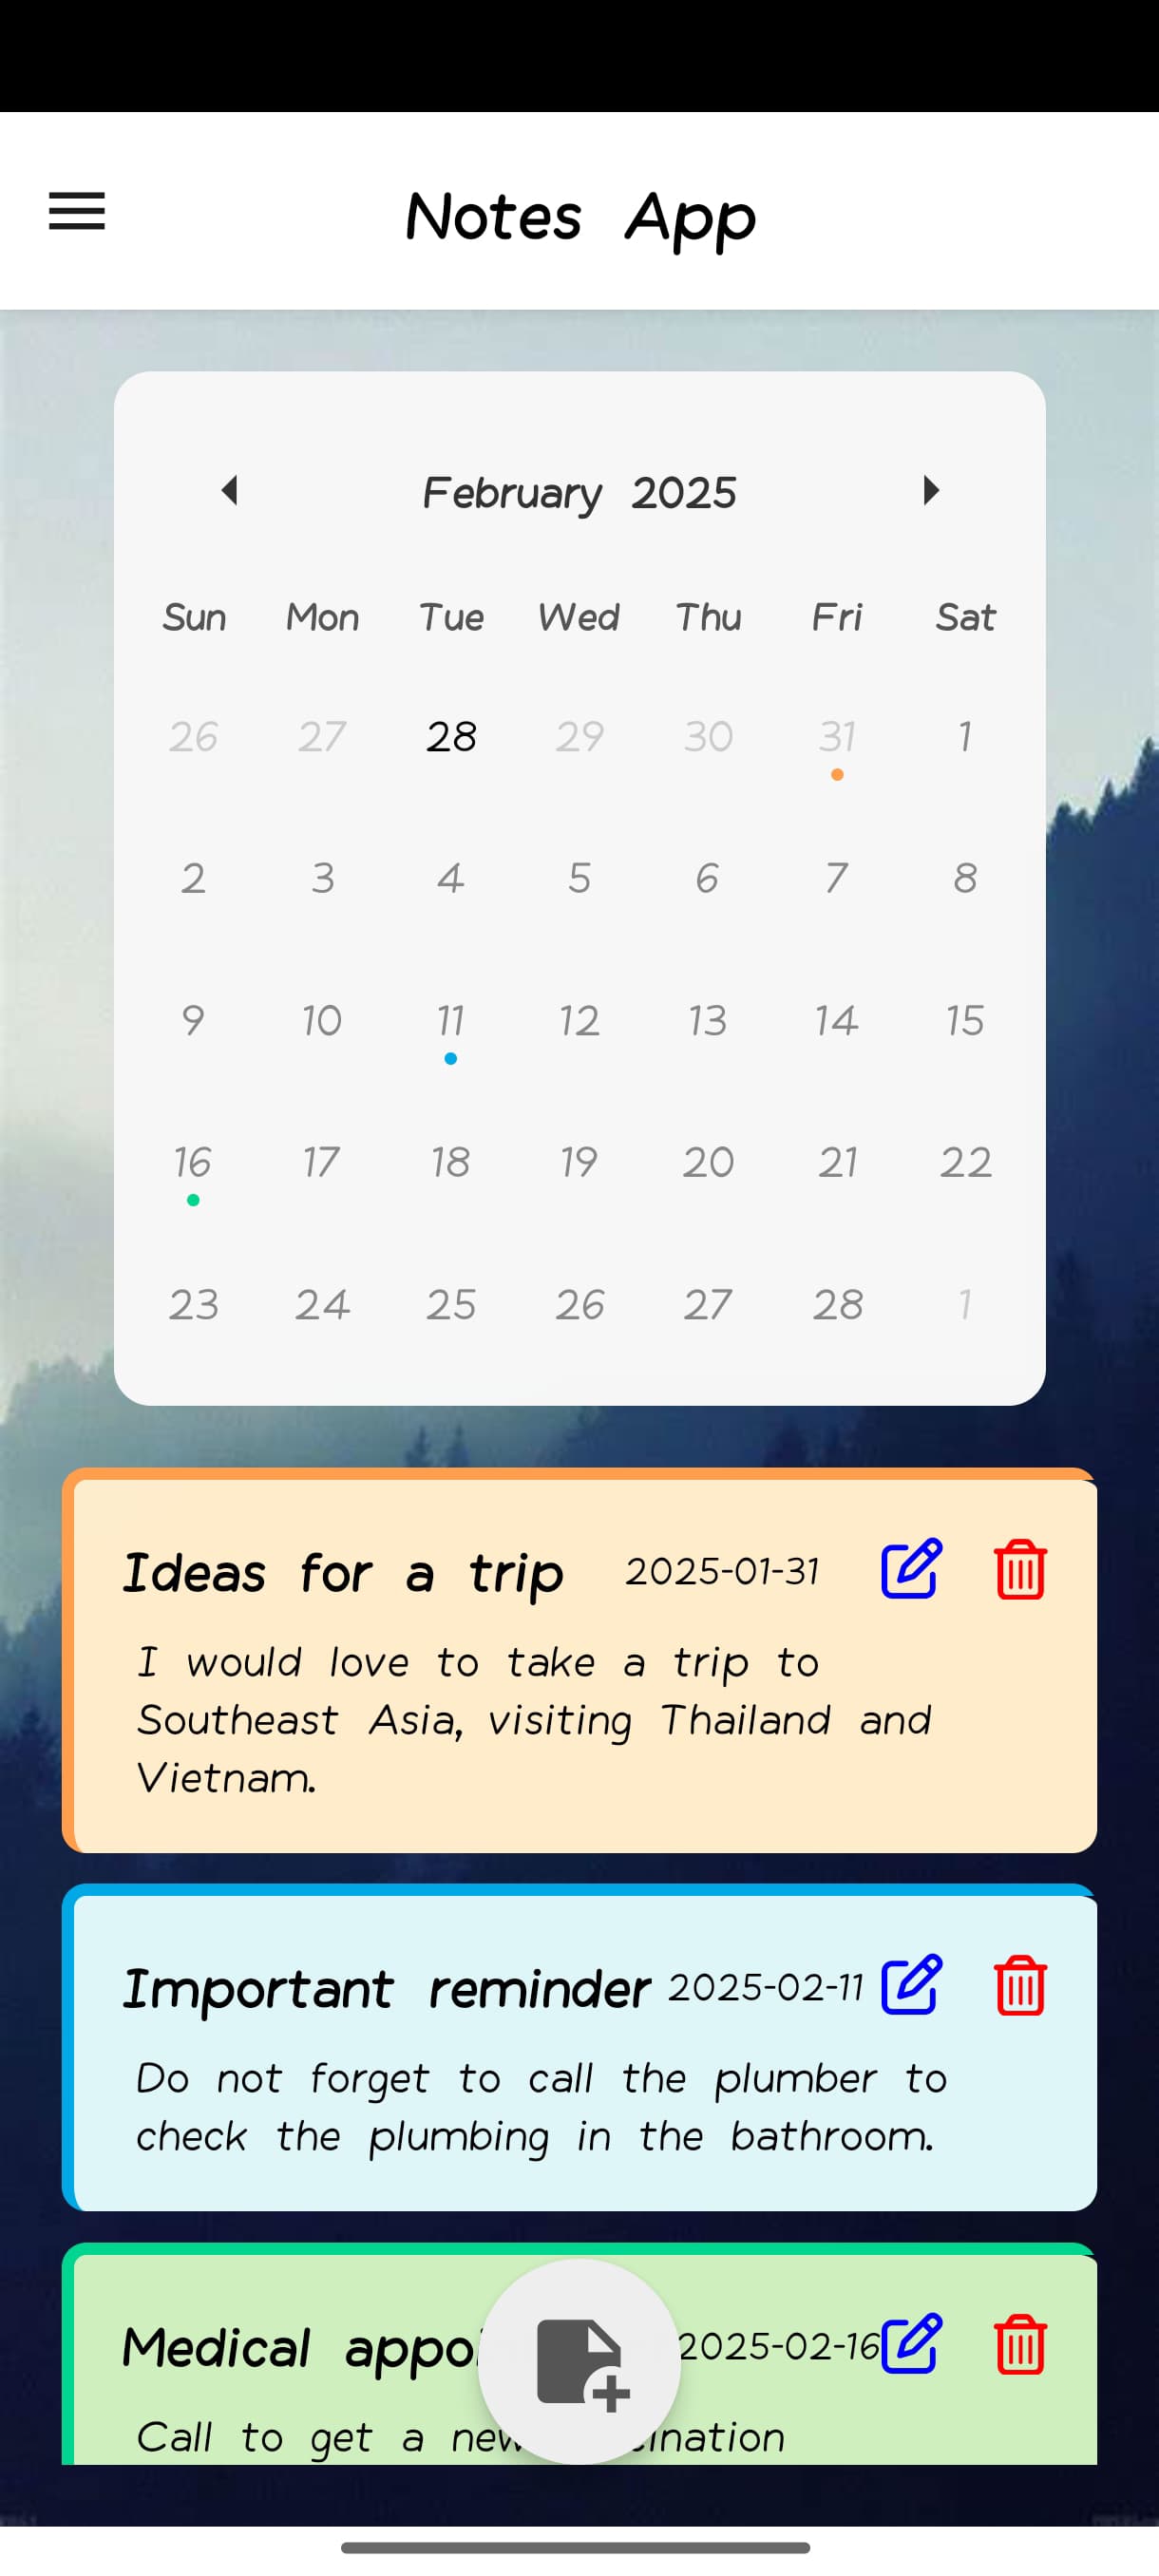 Notes App
February 2025
Sun Mon Tue Wed Thu Fri Sat
26 27 28 29 30 31 1
2 3 4 5 6 7 8
9 10 11 12 13 14 15
16 17 18 19 20 21 22
23 24 25 26 27 28 1
Ideas for a trip 2025-01-31
I would love to take a trip to
Southeast Asia, visiting Thailand and
Vietnam.
Important reminder 2025-02-11
Do not forget to call the plumber to
check the plumbing in the bathroom.
Medical 2025-02-16
Call to get a